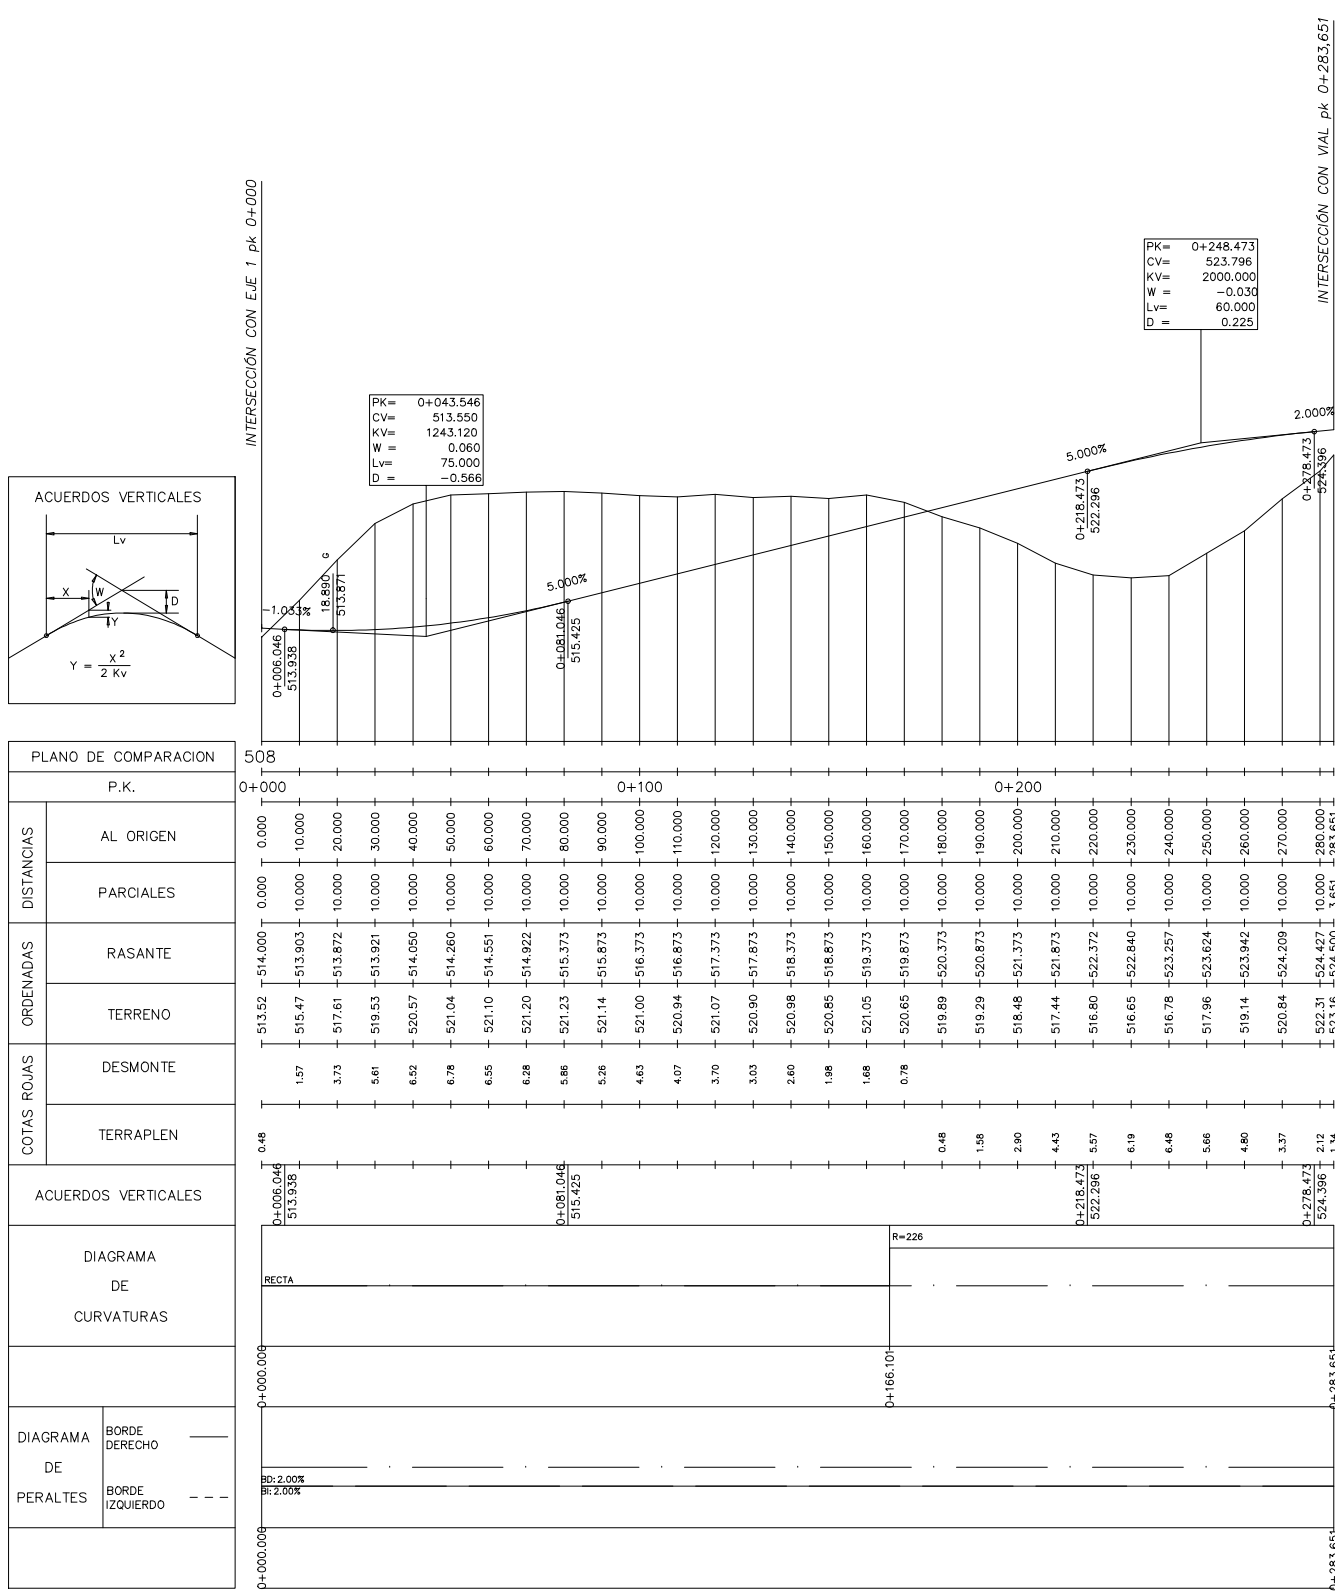 INTERSECCIÓN CON EJE 1 pk 0+000
INTERSECCIÓN CON VIAL pk 0+283,651
PK= 0+248.473
CV= 523.796
KV= 2000.000
W = -0.030
Lv= 60.000
D = 0.225
PK= 0+043.546
CV= 513.550
KV= 1243.120
W = 0.060
Lv= 75.000
D = -0.566
-1.033%
0+006.046
513.938
18.890 G
513.871
5.000%
0+081.046
515.425
5.000%
0+218.473
522.296
2.000%
0+278.473
524.396
ACUERDOS VERTICALES
Lv
X
W
D
Y
Y = X 2
2 Kv
PLANO DE COMPARACION 508
P.K. 0+000 0+100 0+200
DISTANCIAS
AL ORIGEN 0.000 10.000 20.000 30.000 40.000 50.000 60.000 70.000 80.000 90.000 100.000 110.000 120.000 130.000 140.000 150.000 160.000 170.000 180.000 190.000 200.000 210.000 220.000 230.000 240.000 250.000 260.000 270.000 280.000 283.651
PARCIALES 0.000 10.000 10.000 10.000 10.000 10.000 10.000 10.000 10.000 10.000 10.000 10.000 10.000 10.000 10.000 10.000 10.000 10.000 10.000 10.000 10.000 10.000 10.000 10.000 10.000 10.000 10.000 10.000 10.000 3.651
ORDENADAS
RASANTE 514.000 513.903 513.872 513.921 514.050 514.260 514.551 514.922 515.373 515.873 516.373 516.873 517.373 517.873 518.373 518.873 519.373 519.873 520.373 520.873 521.373 521.873 522.372 522.840 523.257 523.624 523.942 524.209 524.427 524.500
TERRENO 513.52 515.47 517.61 519.53 520.57 521.04 521.10 521.20 521.23 521.14 521.00 520.94 521.07 520.90 520.98 520.85 521.05 520.65 519.89 519.29 518.48 517.44 516.80 516.65 516.78 517.96 519.14 520.84 522.31 523.16
COTAS ROJAS
DESMONTE 1.57 3.73 5.61 6.52 6.78 6.55 6.28 5.86 5.26 4.63 4.07 3.70 3.03 2.60 1.98 1.68 0.78
TERRAPLEN 0.48 0.48 1.58 2.90 4.43 5.57 6.19 6.48 5.66 4.80 3.37 2.12 1.34
ACUERDOS VERTICALES
0+006.046
513.938
0+081.046
515.425
0+218.473
522.296
0+278.473
524.396
DIAGRAMA
DE
CURVATURAS
RECTA
R=226
0+000.000
0+166.101
0+283.651
DIAGRAMA
DE
PERALTES
BORDE
DERECHO
BORDE
IZQUIERDO
BD: 2.00%
BI: 2.00%
0+000.000
0+283.651